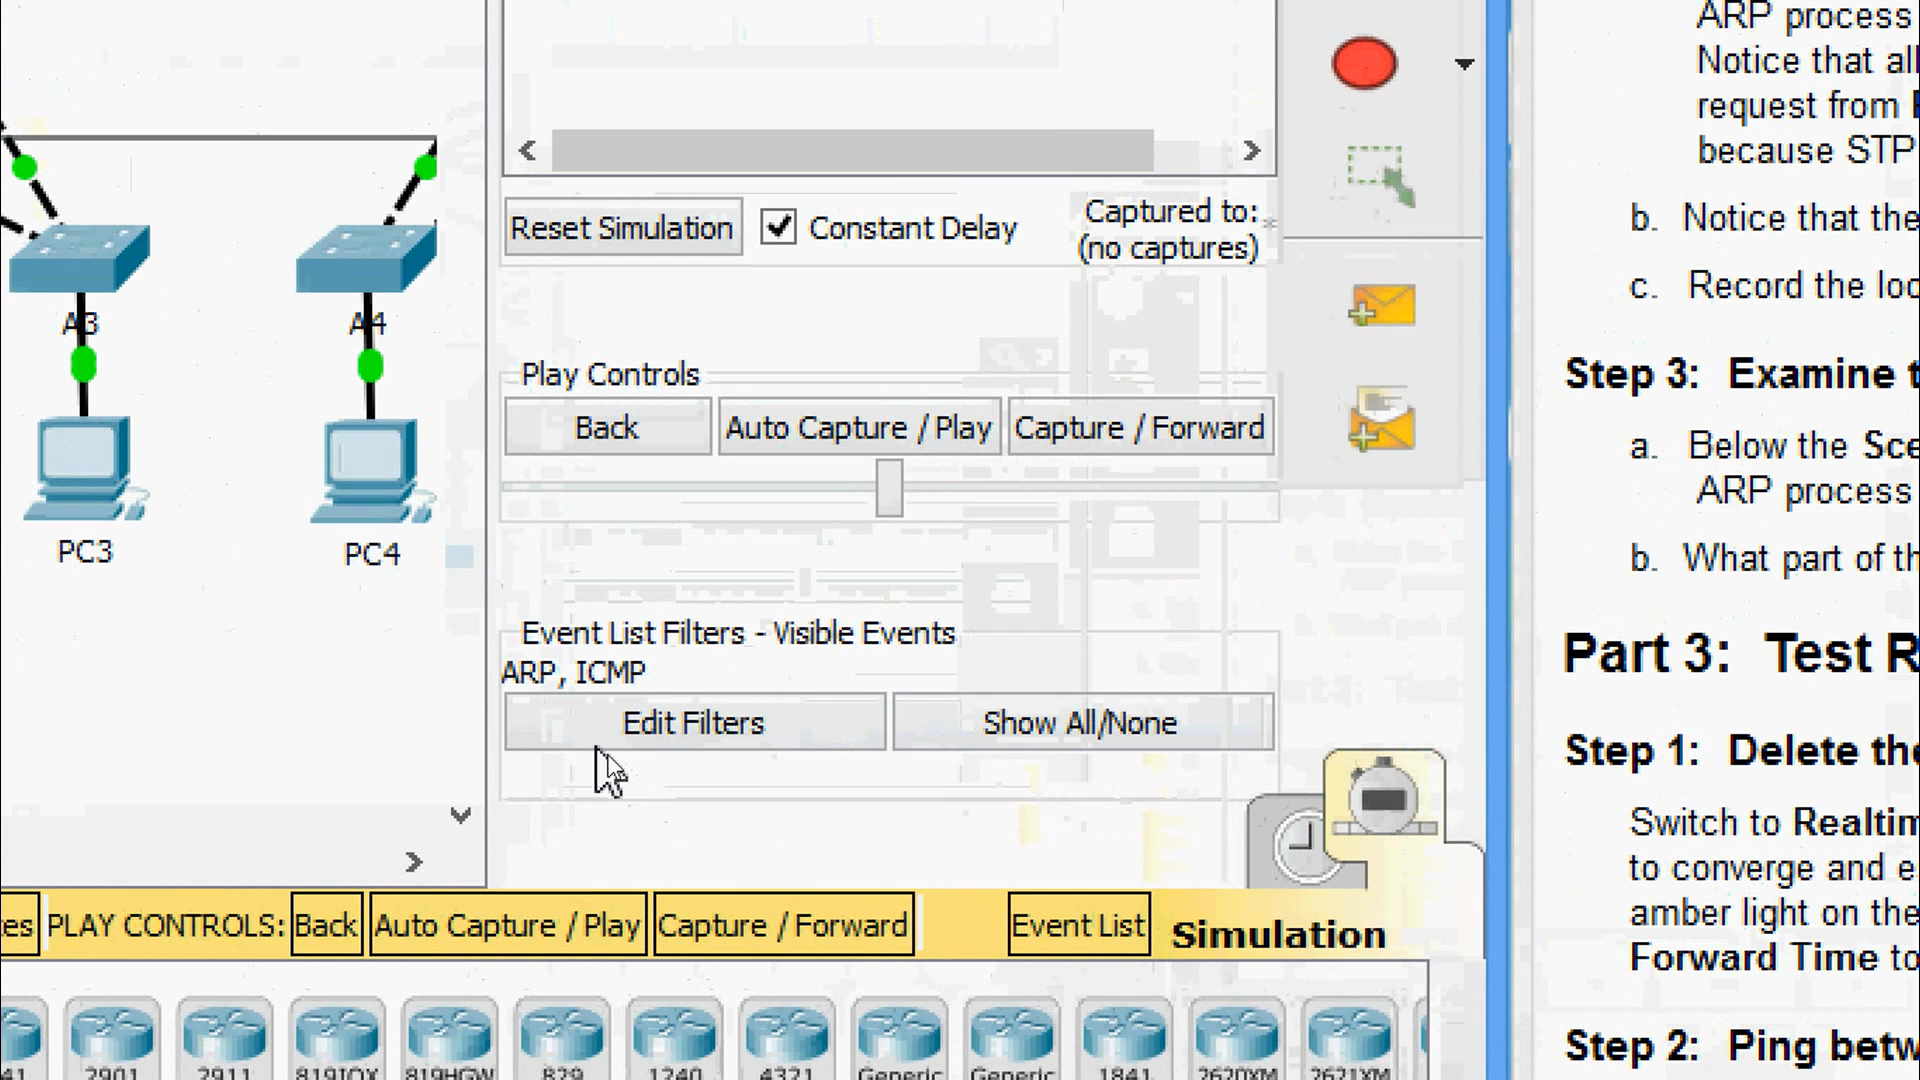 A3
A4
PC3
PC4
Reset Simulation
Constant Delay
Captured to:
(no captures)
Play Controls
Back
Auto Capture / Play
Capture / Forward
Event List Filters - Visible Events
ARP, ICMP
Edit Filters
Show All/None
es
PLAY CONTROLS:
Back
Auto Capture / Play
Capture / Forward
Event List
Simulation
41
2901
2911
819IOX
819HGW
829
1240
4321
Generic
Generic
1841
2620XM
2621XM
ARP process
Notice that all
request from
because STP
b. Notice that the
c. Record the loo
Step 3: Examine t
a. Below the Sce
ARP process
b. What part of th
Part 3: Test R
Step 1: Delete the
Switch to Realtim
to converge and e
amber light on the
Forward Time to
Step 2: Ping betw